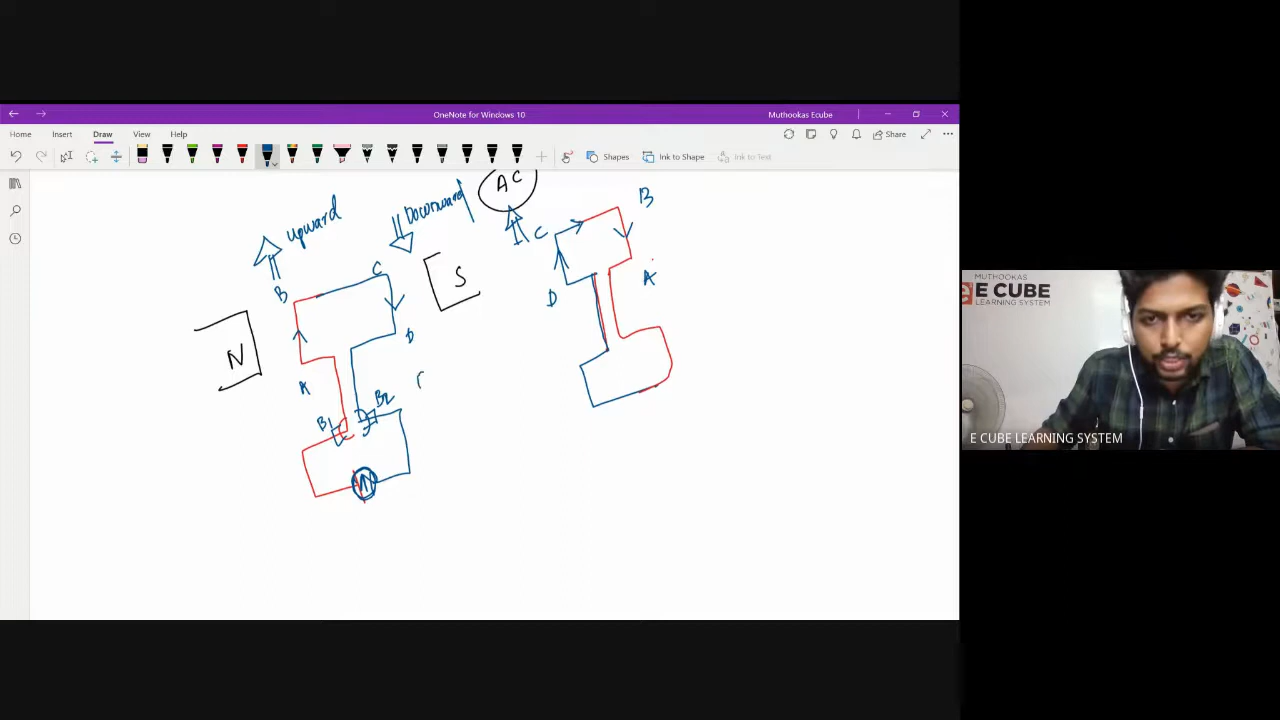 OneNote for Windows 10
Muthookas Ecube
Home Insert Draw View Help
Share
Shapes Ink to Shape Ink to Text
AC
upward
Downward
B
C
S
N
A
D
B1
B2
C
B
D
A
MUTHOOKAS
E CUBE
LEARNING SYSTEM
E CUBE LEARNING SYSTEM